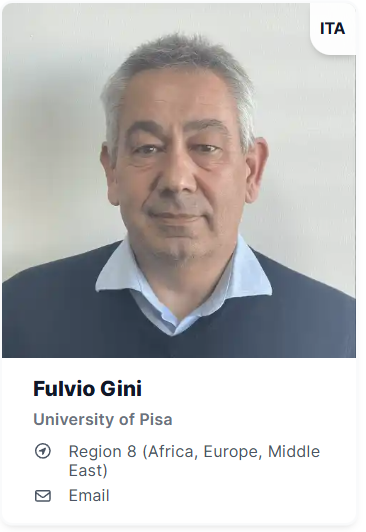 ITA
Fulvio Gini
University of Pisa
Region 8 (Africa, Europe, Middle
East)
Email